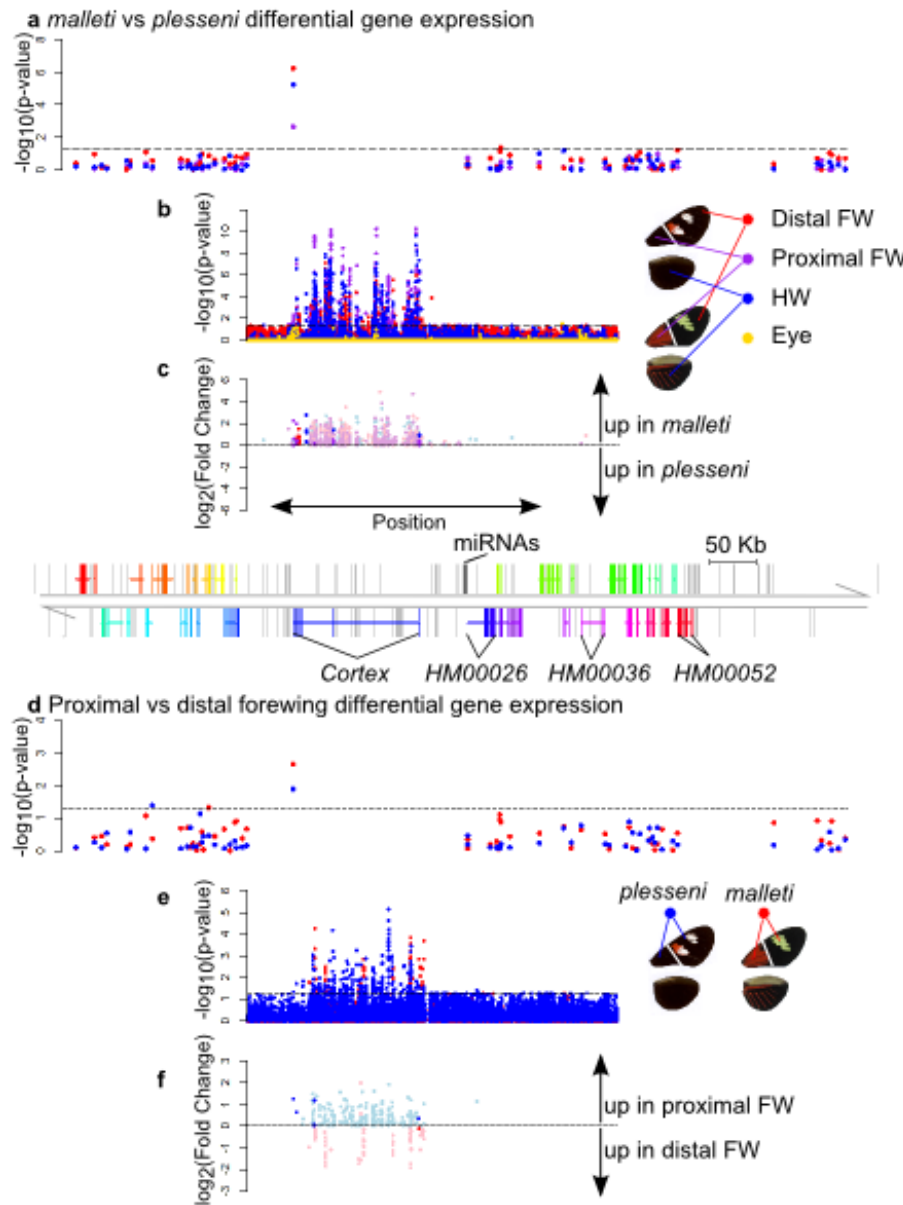 a malleti vs plesseni differential gene expression
-log10(p-value)
8
6
4
2
0
b
-log10(p-value)
10
8
6
4
2
0
Distal FW
Proximal FW
HW
Eye
c
log2(Fold Change)
6
4
2
0
-2
-4
-6
up in malleti
up in plesseni
Position
miRNAs
50 Kb
Cortex
HM00026
HM00036
HM00052
d Proximal vs distal forewing differential gene expression
-log10(p-value)
4
3
2
1
0
e
-log10(p-value)
6
5
4
3
2
1
0
plesseni
malleti
f
log2(Fold Change)
3
2
1
0
-1
-2
-3
up in proximal FW
up in distal FW